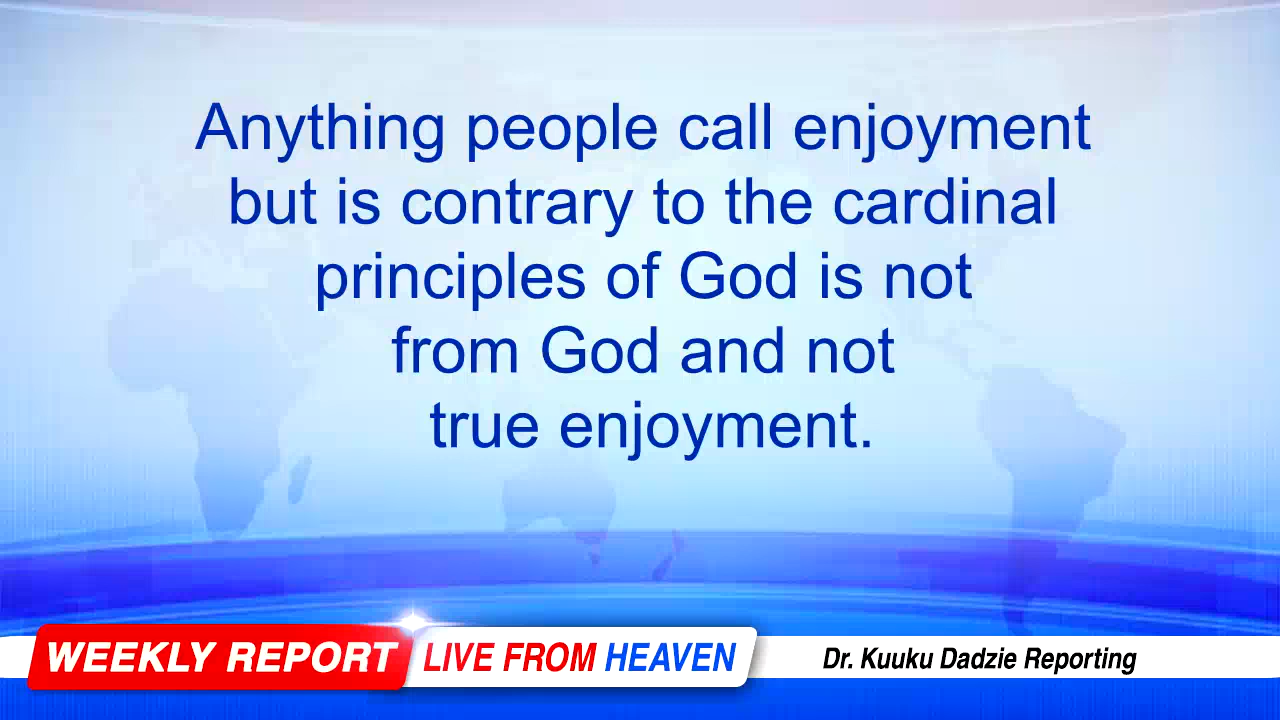 Anything people call enjoyment
but is contrary to the cardinal
principles of God is not
from God and not
true enjoyment.
WEEKLY REPORT LIVE FROM HEAVEN Dr. Kuuku Dadzie Reporting